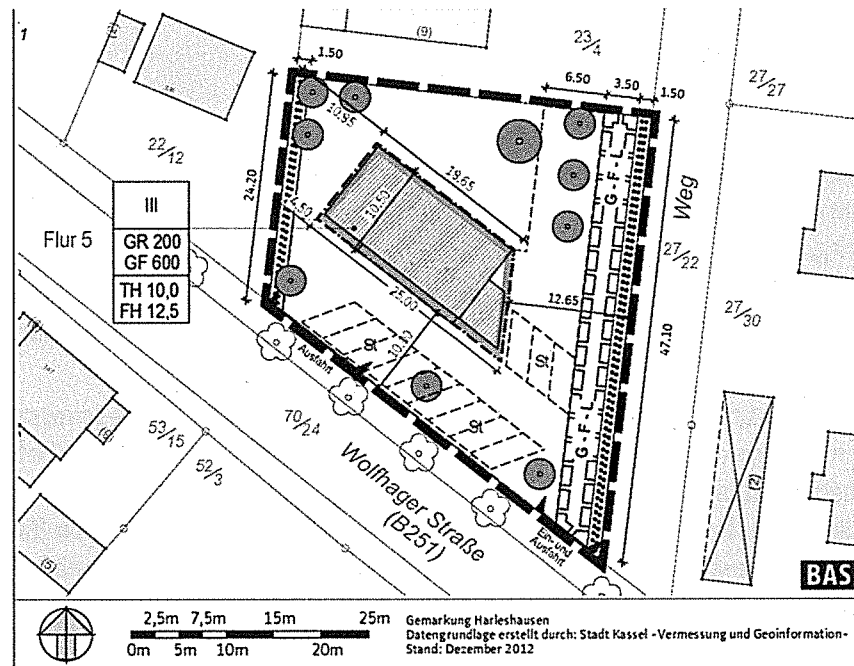 1
(9)
23/4
27/27
1.50
6.50
3.50
1.50
10.95
24.20
22/12
III
GR 200
GF 600
TH 10,0
FH 12,5
Flur 5
19.65
10.50
4.50
25.00
12.65
G-F-L
Weg
27/22
47.10
27/30
St
St
St
Ausfahrt
G-F-L
53/15
52/3
70/24
Wolfhager Straße
(B251)
Ein- und
Ausfahrt
(2)
(5)
BAS
2,5m 7,5m 15m 25m
0m 5m 10m 20m
Gemarkung Harleshausen
Datengrundlage erstellt durch: Stadt Kassel -Vermessung und Geoinformation-
Stand: Dezember 2012